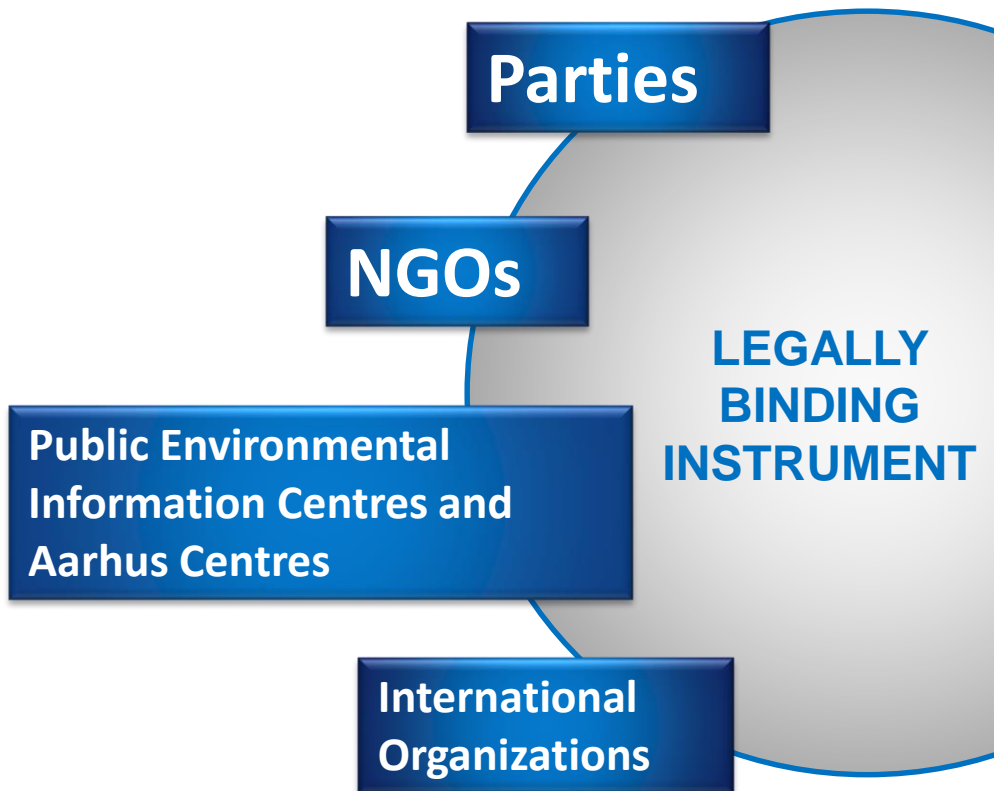 Parties
NGOs
LEGALLY
BINDING
INSTRUMENT
Public Environmental
Information Centres and
Aarhus Centres
International
Organizations